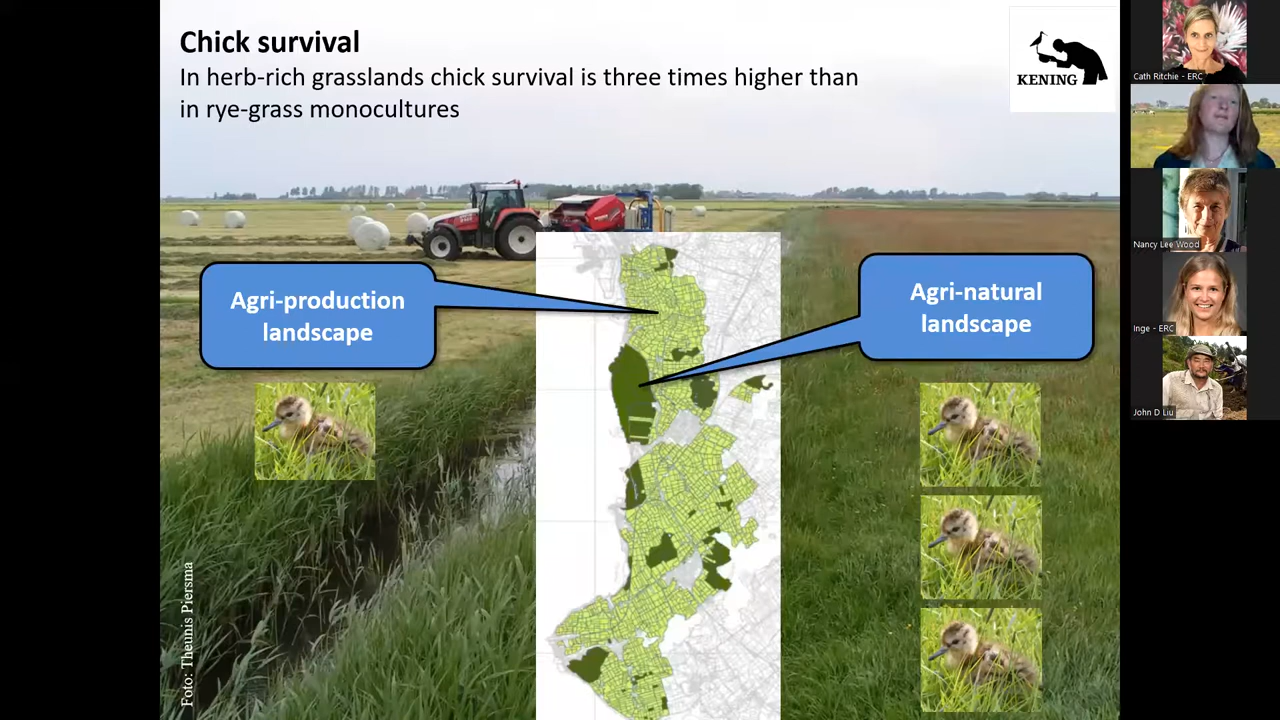 Chick survival
In herb-rich grasslands chick survival is three times higher than
in rye-grass monocultures
KENING
Agri-production
landscape
Agri-natural
landscape
Foto: Theunis Piersma
Cath Ritchie - ERC
Nancy Lee Wood
Inge - ERC
John D Liu